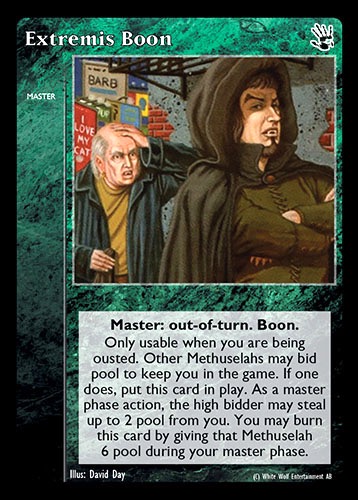 Extremis Boon
MASTER
BARB
I
LOVE
MY
CAT
Master: out-of-turn. Boon.
Only usable when you are being
ousted. Other Methuselahs may bid
pool to keep you in the game. If one
does, put this card in play. As a master
phase action, the high bidder may steal
up to 2 pool from you. You may burn
this card by giving that Methuselah
6 pool during your master phase.
Illus: David Day
(C) White Wolf Entertainment AB